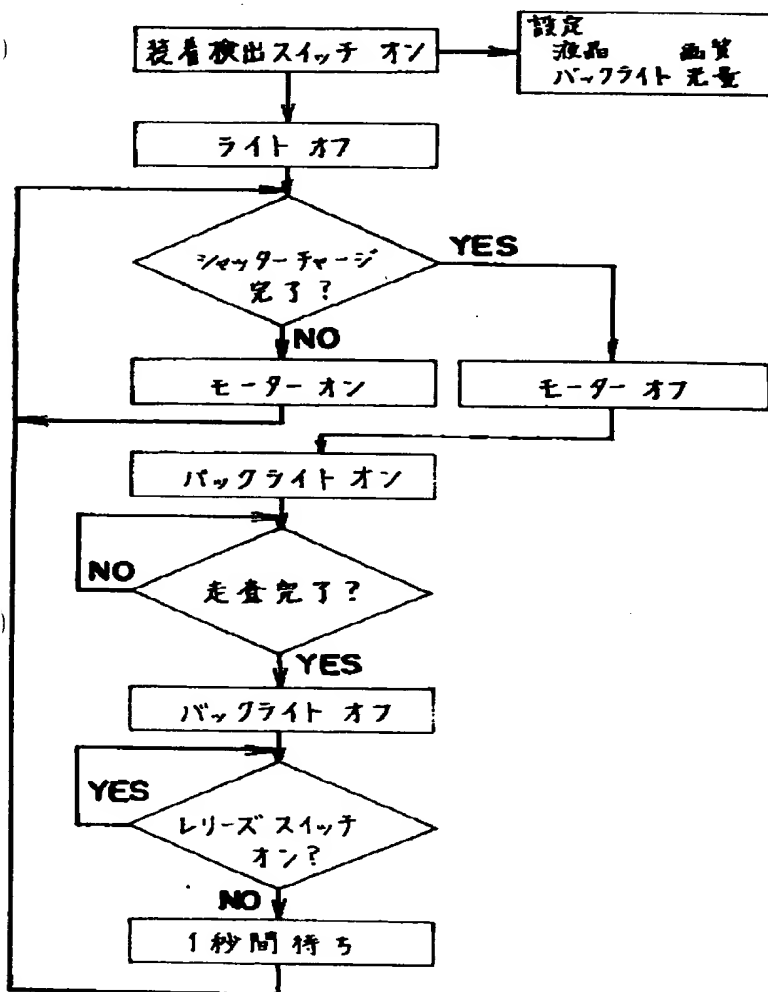 装着検出スイッチ オン
設定
液晶 画質
バックライト 光量
ライト オフ
シャッターチャージ
完了?
YES
NO
モーター オン
モーター オフ
バックライト オン
NO
走査完了?
YES
バックライト オフ
YES
レリーズ スイッチ
オン?
NO
1秒間待ち